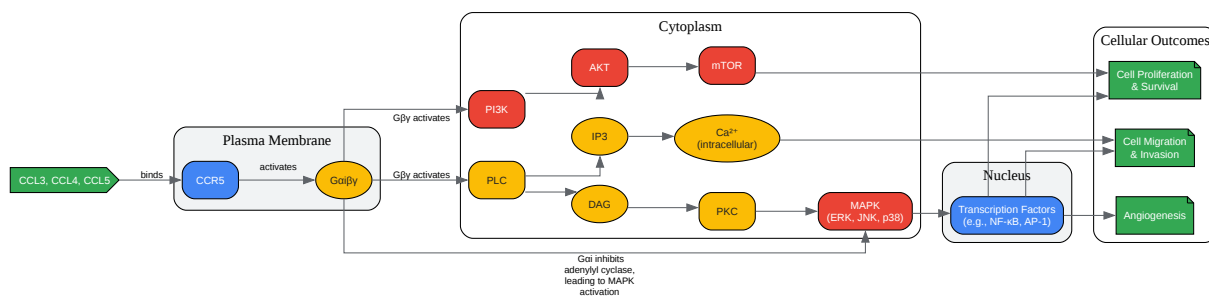 Cytoplasm
Cellular Outcomes
AKT
mTOR
Cell Proliferation
& Survival
PI3K
Gβγ activates
Plasma Membrane
IP3
Ca²⁺
(intracellular)
Cell Migration
& Invasion
CCL3, CCL4, CCL5
binds
CCR5
activates
Gαiβγ
Gβγ activates
PLC
Nucleus
DAG
PKC
MAPK
(ERK, JNK, p38)
Transcription Factors
(e.g., NF-κB, AP-1)
Angiogenesis
Gαi inhibits
adenylyl cyclase,
leading to MAPK
activation